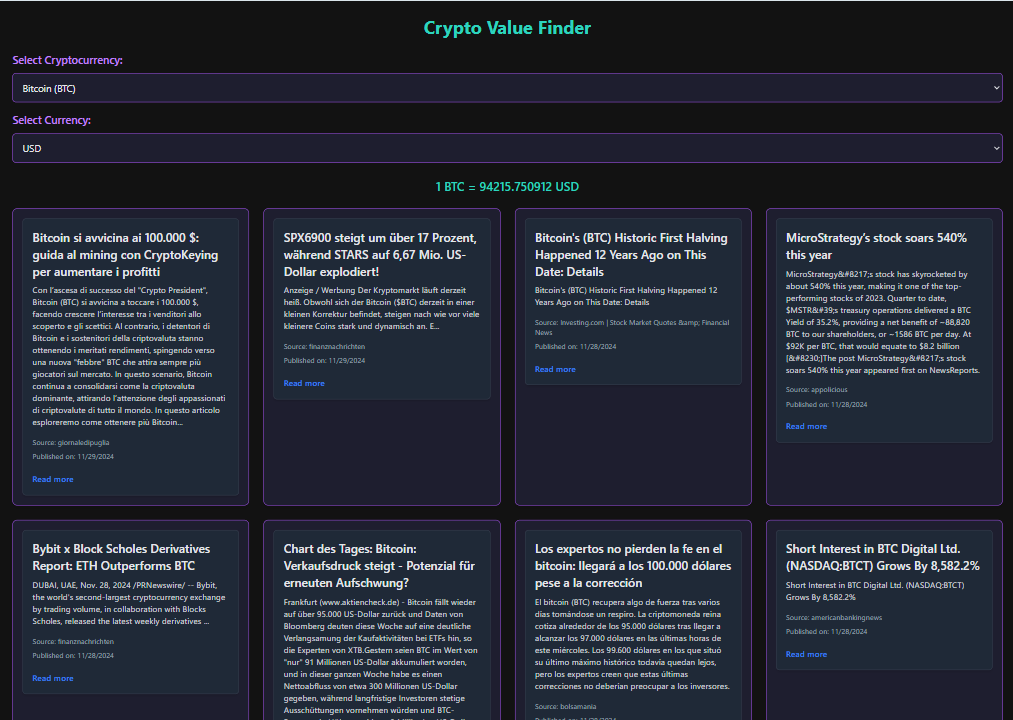 Crypto Value Finder
Select Cryptocurrency:
Bitcoin (BTC)
Select Currency:
USD
1 BTC = 94215.750912 USD
Bitcoin si avvicina ai 100.000 $:
guida al mining con CryptoKeying
per aumentare i profitti
Con l'ascesa di successo del "Crypto President",
Bitcoin (BTC) si avvicina a toccare i 100.000 $,
facendo crescere l'interesse tra i venditori allo
scoperto e gli scettici. Al contrario, i detentori di
Bitcoin e i sostenitori della criptovaluta stanno
ottenendo i meritati rendimenti, spingendo verso
una nuova "febbre" BTC che attira sempre più
giocatori sul mercato. In questo scenario, Bitcoin
continua a consolidarsi come la criptovaluta
dominante, attirando l'attenzione degli appassionati
di criptovalute di tutto il mondo. In questo articolo
esploreremo come ottenere più Bitcoin...
Source: giornaledipuglia
Published on: 11/29/2024
Read more
SPX6900 steigt um über 17 Prozent,
während STARS auf 6,67 Mio. US-
Dollar explodiert!
Anzeige / Werbung Der Kryptomarkt läuft derzeit
heiß. Obwohl sich der Bitcoin ($BTC) derzeit in einer
kleinen Korrektur befindet, steigen nach wie vor viele
kleinere Coins stark und dynamisch an. E...
Source: finanznachrichten
Published on: 11/29/2024
Read more
Bitcoin's (BTC) Historic First Halving
Happened 12 Years Ago on This
Date: Details
Bitcoin's (BTC) Historic First Halving Happened 12
Years Ago on This Date: Details
Source: Investing.com | Stock Market Quotes &amp; Financial
News
Published on: 11/28/2024
Read more
MicroStrategy's stock soars 540%
this year
MicroStrategy&#8217;s stock has skyrocketed by
about 540% this year, making it one of the top-
performing stocks of 2023. Quarter to date,
$MSTR&#39;s treasury operations delivered a BTC
Yield of 35.2%, providing a net benefit of ~88,820
BTC to our shareholders, or ~1586 BTC per day. At
$92K per BTC, that would equate to $8.2 billion
[&#8230;]The post MicroStrategy&#8217;s stock
soars 540% this year appeared first on NewsReports.
Source: appolicious
Published on: 11/28/2024
Read more
Bybit x Block Scholes Derivatives
Report: ETH Outperforms BTC
DUBAI, UAE, Nov. 28, 2024 /PRNewswire/ -- Bybit,
the world's second-largest cryptocurrency exchange
by trading volume, in collaboration with Blocks
Scholes, released the latest weekly derivatives ...
Source: finanznachrichten
Published on: 11/28/2024
Read more
Chart des Tages: Bitcoin:
Verkaufsdruck steigt - Potenzial für
erneuten Aufschwung?
Frankfurt (www.aktiencheck.de) - Bitcoin fällt wieder
auf über 95.000 US-Dollar zurück und Daten von
Bloomberg deuten diese Woche auf eine deutliche
Verlangsamung der Kaufaktivitäten bei ETFs hin, so
die Experten von XTB.Gestern seien BTC im Wert von
"nur" 91 Millionen US-Dollar akkumuliert worden,
und in dieser ganzen Woche habe es einen
Nettoabfluss von etwa 300 Millionen US-Dollar
gegeben, während langfristige Investoren stetige
Ausschüttungen vornehmen würden und BTC-
Los expertos no pierden la fe en el
bitcoin: llegará a los 100.000 dólares
pese a la corrección
El bitcoin (BTC) recupera algo de fuerza tras varios
días tomándose un respiro. La criptomoneda reina
cotiza alrededor de los 95.000 dólares tras llegar a
alcanzar los 97.000 dólares en las últimas horas de
este miércoles. Los 99.600 dólares en los que situó
su último máximo histórico todavía quedan lejos,
pero los expertos creen que estas últimas
correcciones no deberían preocupar a los inversores.
Source: bolsamania
Short Interest in BTC Digital Ltd.
(NASDAQ:BTCT) Grows By 8,582.2%
Short Interest in BTC Digital Ltd. (NASDAQ:BTCT)
Grows By 8,582.2%
Source: americanbankingnews
Published on: 11/28/2024
Read more